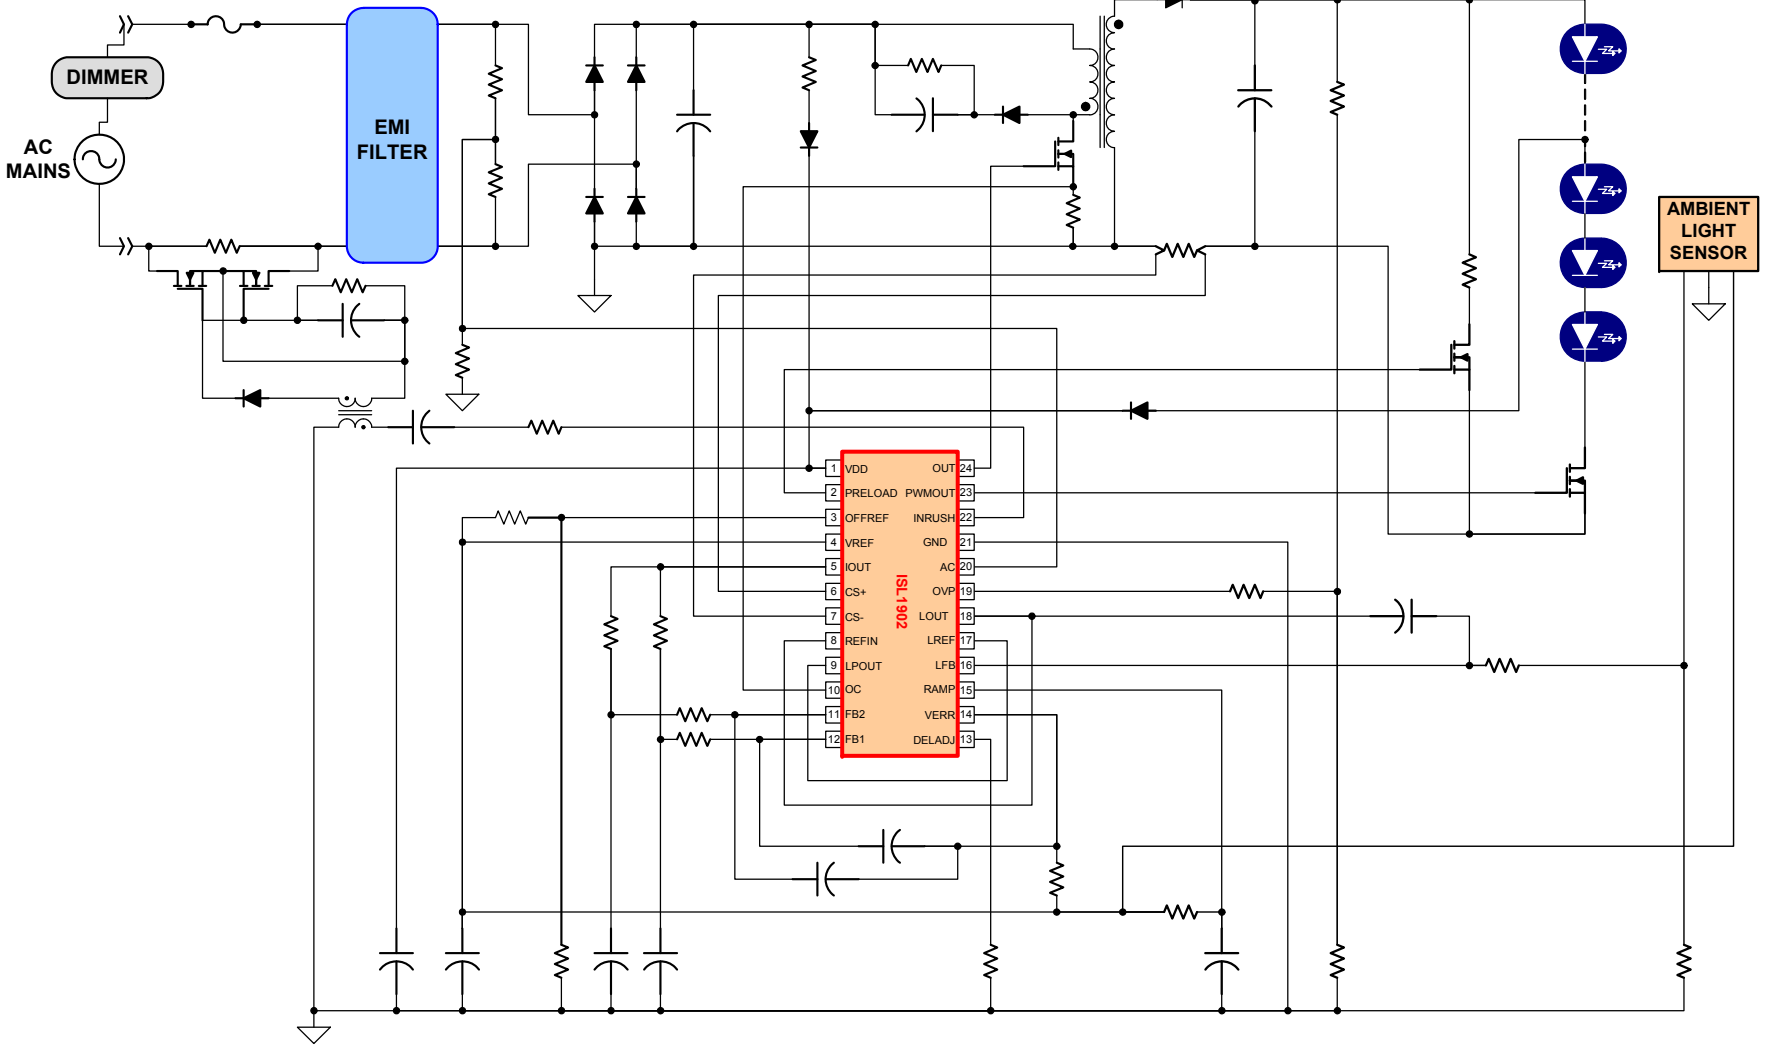 DIMMER
AC
MAINS
EMI
FILTER
AMBIENT
LIGHT
SENSOR
1 VDD
2 PRELOAD
3 OFFREF
4 VREF
5 IOUT
6 CS+
7 CS-
8 REFIN
9 LPOUT
10 OC
11 FB2
12 FB1
ISL1902
OUT 24
PWMOUT 23
INRUSH 22
GND 21
AC 20
OVP 19
LOUT 18
LREF 17
LFB 16
RAMP 15
VERR 14
DELADJ 13